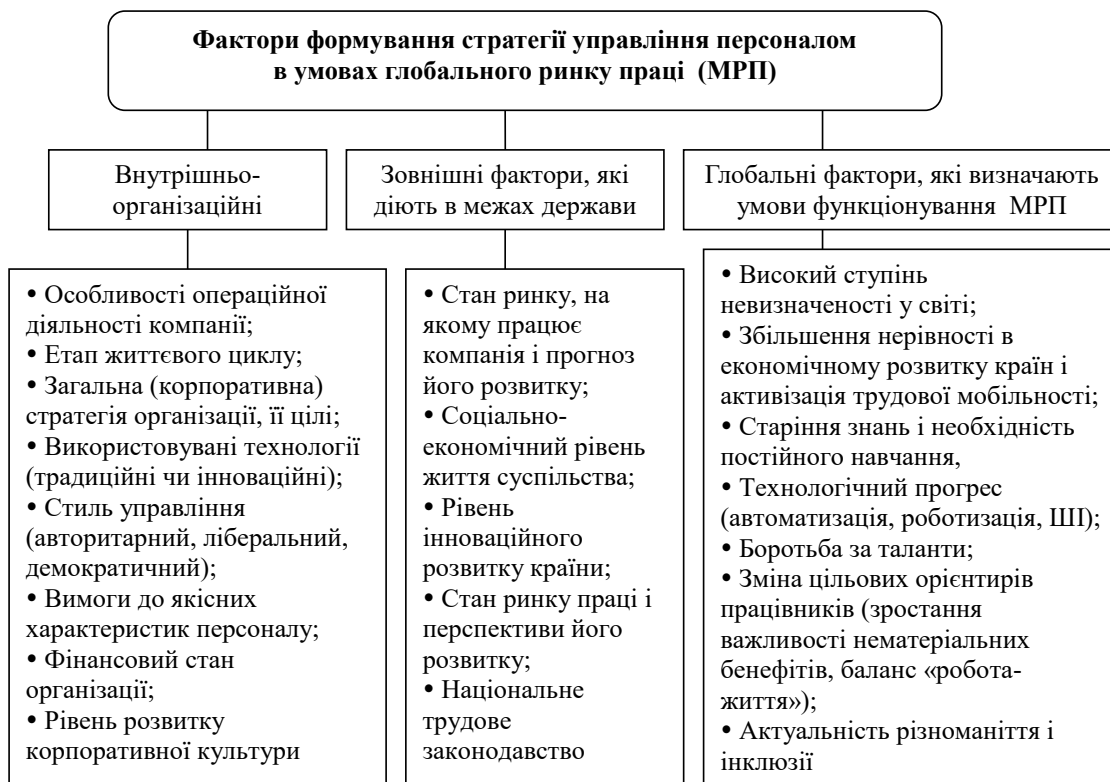 Фактори формування стратегії управління персоналом
в умовах глобального ринку праці (МРП)
Внутрішньо-
організаційні
Зовнішні фактори, які
діють в межах держави
Глобальні фактори, які визначають
умови функціонування МРП
• Особливості операційної
діяльності компанії;
• Етап життєвого циклу;
• Загальна (корпоративна)
стратегія організації, її цілі;
• Використовувані технології
(традиційні чи інноваційні);
• Стиль управління
(авторитарний, ліберальний,
демократичний);
• Вимоги до якісних
характеристик персоналу;
• Фінансовий стан
організації;
• Рівень розвитку
корпоративної культури
• Стан ринку, на
якому працює
компанія і прогноз
його розвитку;
• Соціально-
економічний рівень
життя суспільства;
• Рівень
інноваційного
розвитку країни;
• Стан ринку праці і
перспективи його
розвитку;
• Національне
трудове
законодавство
• Високий ступінь
невизначеності у світі;
• Збільшення нерівності в
економічному розвитку країн і
активізація трудової мобільності;
• Старіння знань і необхідність
постійного навчання,
• Технологічний прогрес
(автоматизація, роботизація, ШІ);
• Боротьба за таланти;
• Зміна цільових орієнтирів
працівників (зростання
важливості нематеріальних
бенефітів, баланс «робота-
життя»);
• Актуальність різноманіття і
інклюзії